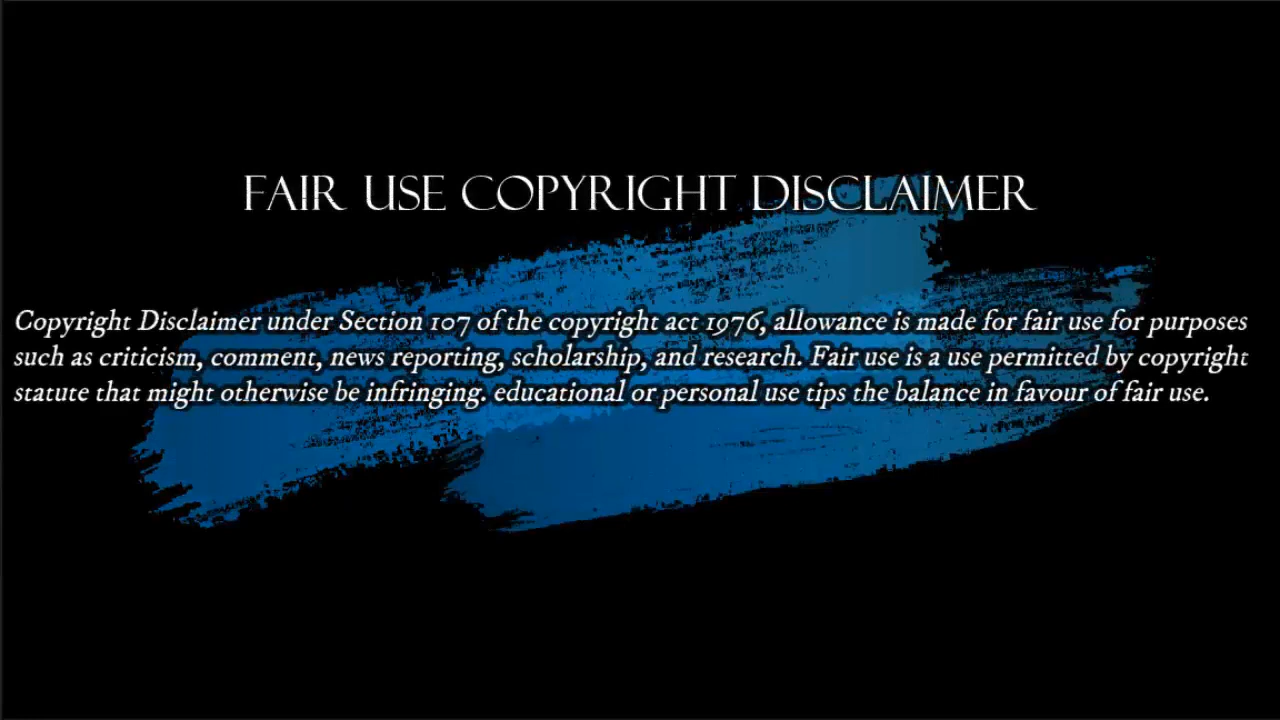 FAIR USE COPYRIGHT DISCLAIMER
Copyright Disclaimer under Section 107 of the copyright act 1976, allowance is made for fair use for purposes
such as criticism, comment, news reporting, scholarship, and research. Fair use is a use permitted by copyright
statute that might otherwise be infringing. educational or personal use tips the balance in favour of fair use.